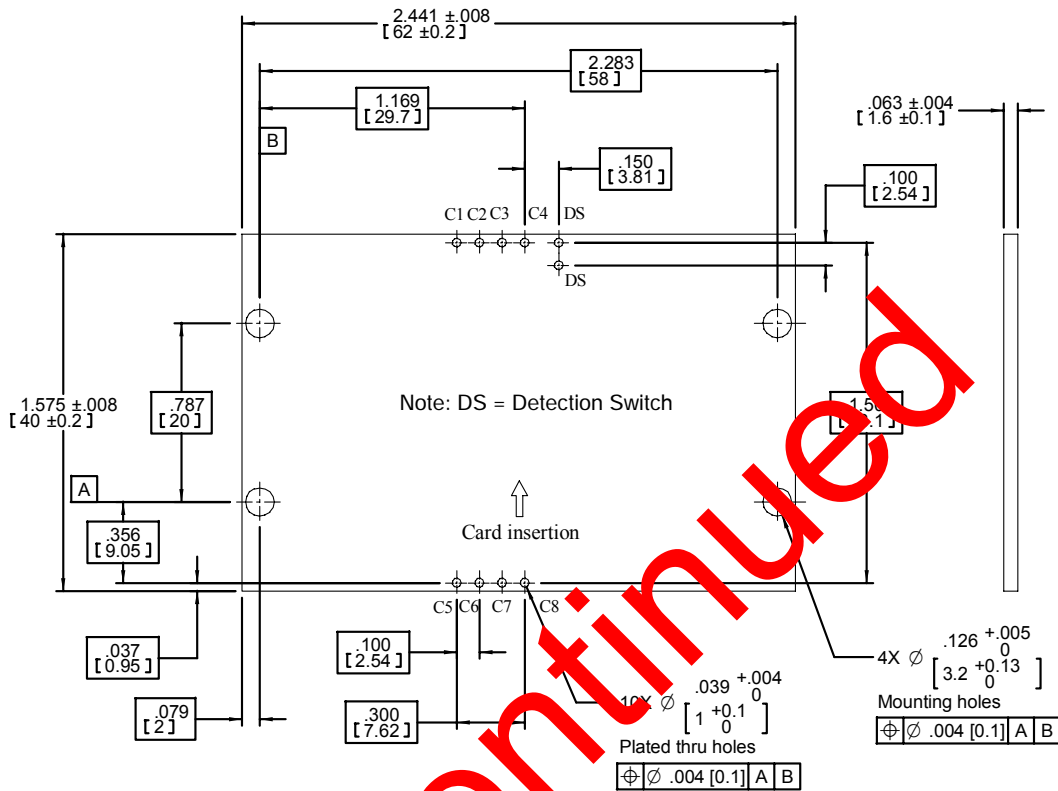 2.441 ±.008
[62 ±0.2]
2.283
[58]
1.169
[29.7]
.063 ±.004
[1.6 ±0.1]
B
.150
[3.81]
.100
[2.54]
C1 C2 C3 C4 DS
DS
1.575 ±.008
[40 ±0.2]
.787
[20]
Note: DS = Detection Switch
A
Card insertion
.356
[9.05]
C5 C6 C7 C8
.037
[0.95]
.100
[2.54]
.079
[2]
.300
[7.62]
10X Ø .039 +.004 0
[1 +0.1 0]
Plated thru holes
⌖ Ø .004 [0.1] A B
4X Ø .126 +.005 0
[3.2 +0.13 0]
Mounting holes
⌖ Ø .004 [0.1] A B
ntinued